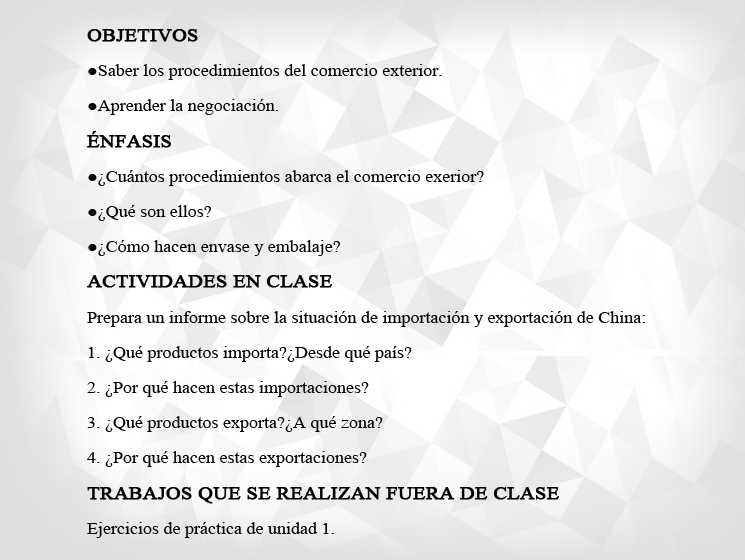 OBJETIVOS
●Saber los procedimientos del comercio exterior.
●Aprender la negociación.
ÉNFASIS
●¿Cuántos procedimientos abarca el comercio exerior?
●¿Qué son ellos?
●¿Cómo hacen envase y embalaje?
ACTIVIDADES EN CLASE
Prepara un informe sobre la situación de importación y exportación de China:
1. ¿Qué productos importa?¿Desde qué país?
2. ¿Por qué hacen estas importaciones?
3. ¿Qué productos exporta?¿A qué zona?
4. ¿Por qué hacen estas exportaciones?
TRABAJOS QUE SE REALIZAN FUERA DE CLASE
Ejercicios de práctica de unidad 1.